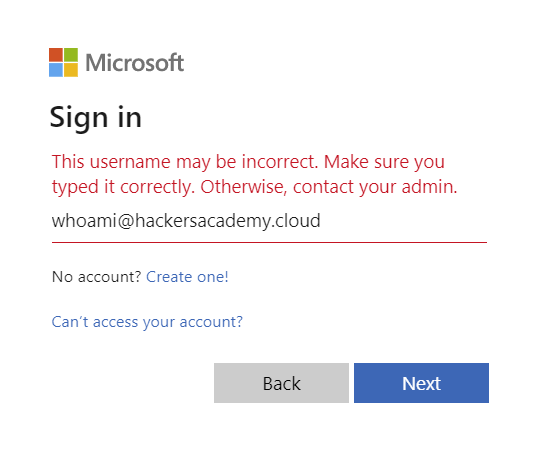 Microsoft
Sign in
This username may be incorrect. Make sure you
typed it correctly. Otherwise, contact your admin.
whoami@hackersacademy.cloud
No account? Create one!
Can't access your account?
Back
Next